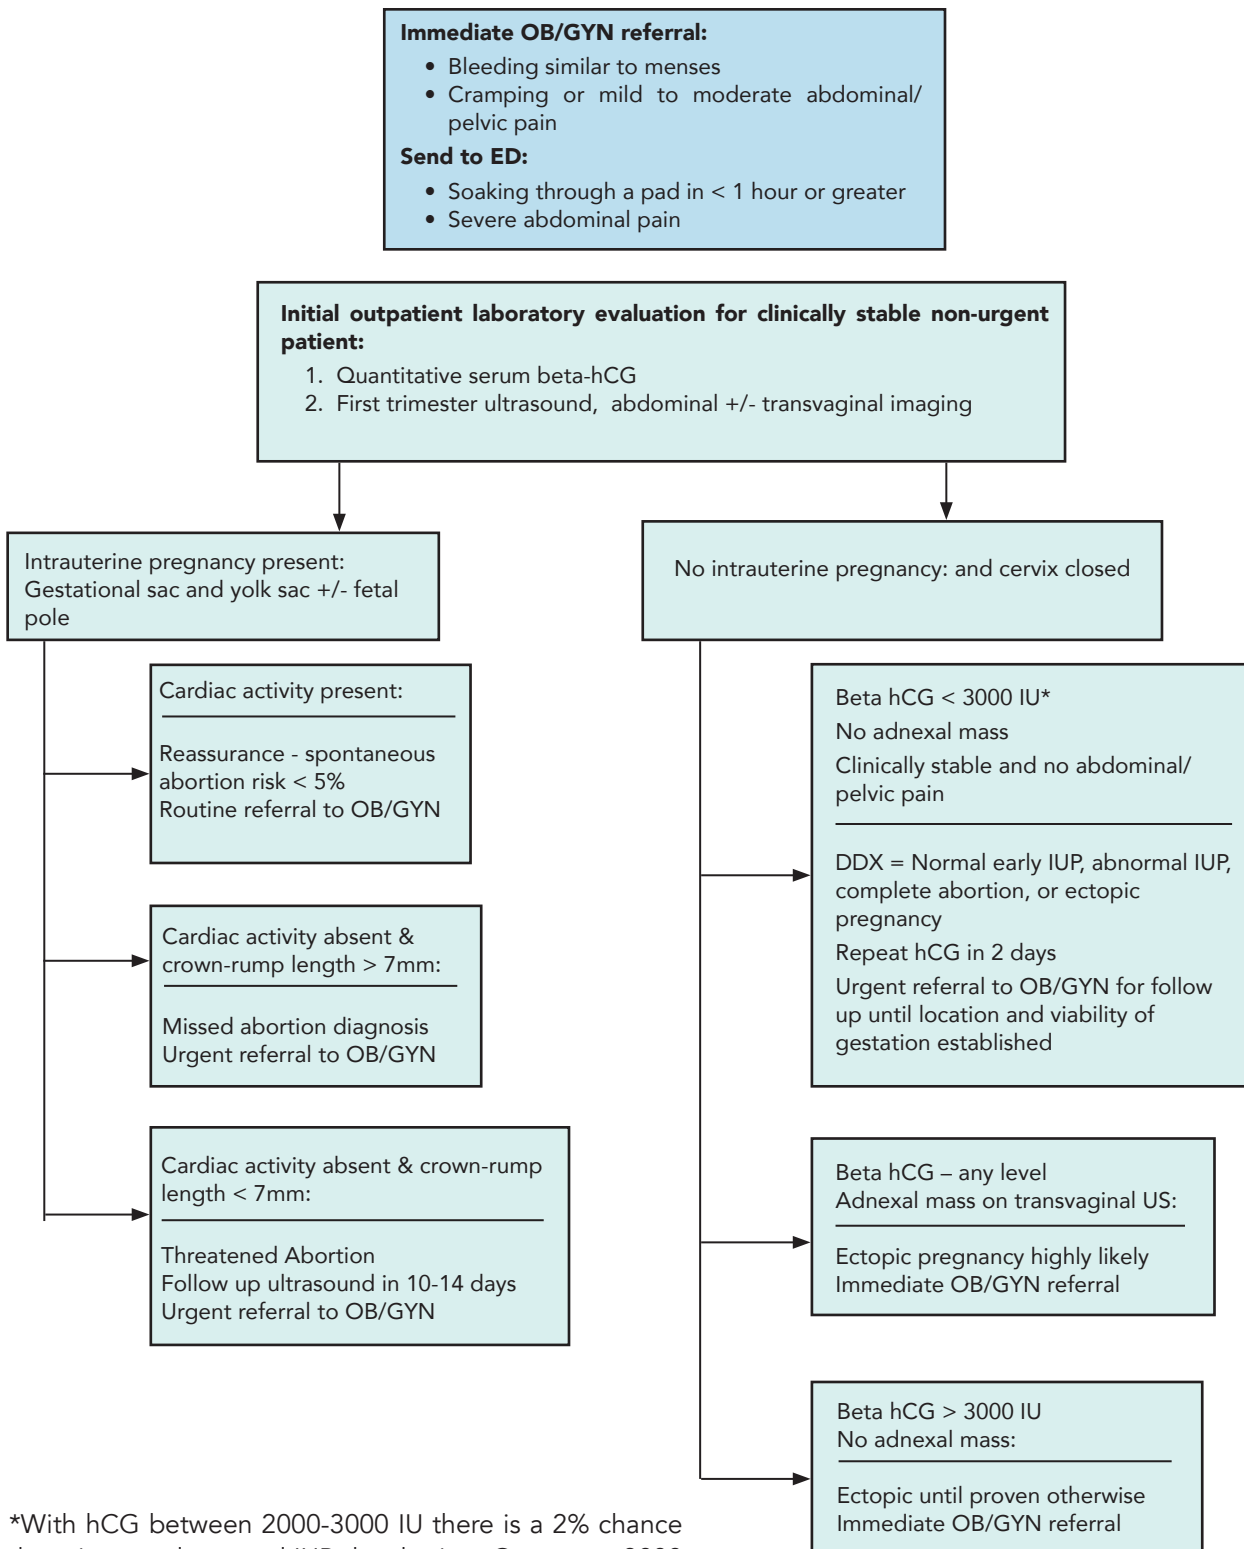 Immediate OB/GYN referral:
• Bleeding similar to menses
• Cramping or mild to moderate abdominal/
pelvic pain
Send to ED:
• Soaking through a pad in < 1 hour or greater
• Severe abdominal pain
Initial outpatient laboratory evaluation for clinically stable non-urgent
patient:
1. Quantitative serum beta-hCG
2. First trimester ultrasound, abdominal +/- transvaginal imaging
Intrauterine pregnancy present:
Gestational sac and yolk sac +/- fetal
pole
Cardiac activity present:
Reassurance - spontaneous
abortion risk < 5%
Routine referral to OB/GYN
Cardiac activity absent &
crown-rump length > 7mm:
Missed abortion diagnosis
Urgent referral to OB/GYN
Cardiac activity absent & crown-rump
length < 7mm:
Threatened Abortion
Follow up ultrasound in 10-14 days
Urgent referral to OB/GYN
No intrauterine pregnancy: and cervix closed
Beta hCG < 3000 IU*
No adnexal mass
Clinically stable and no abdominal/
pelvic pain
DDX = Normal early IUP, abnormal IUP,
complete abortion, or ectopic
pregnancy
Repeat hCG in 2 days
Urgent referral to OB/GYN for follow
up until location and viability of
gestation established
Beta hCG – any level
Adnexal mass on transvaginal US:
Ectopic pregnancy highly likely
Immediate OB/GYN referral
Beta hCG > 3000 IU
No adnexal mass:
Ectopic until proven otherwise
Immediate OB/GYN referral
*With hCG between 2000-3000 IU there is a 2% chance